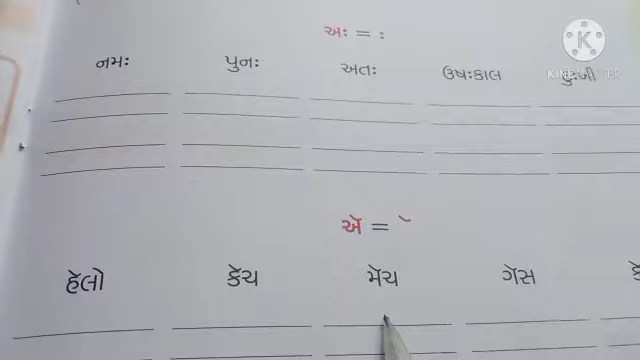 અઃ = ઃ
નમઃ પુનઃ અતઃ ઉષઃકાલ દુઃખી
ઍ = ૅ
હૅલો કૅચ મૅચ ગૅસ